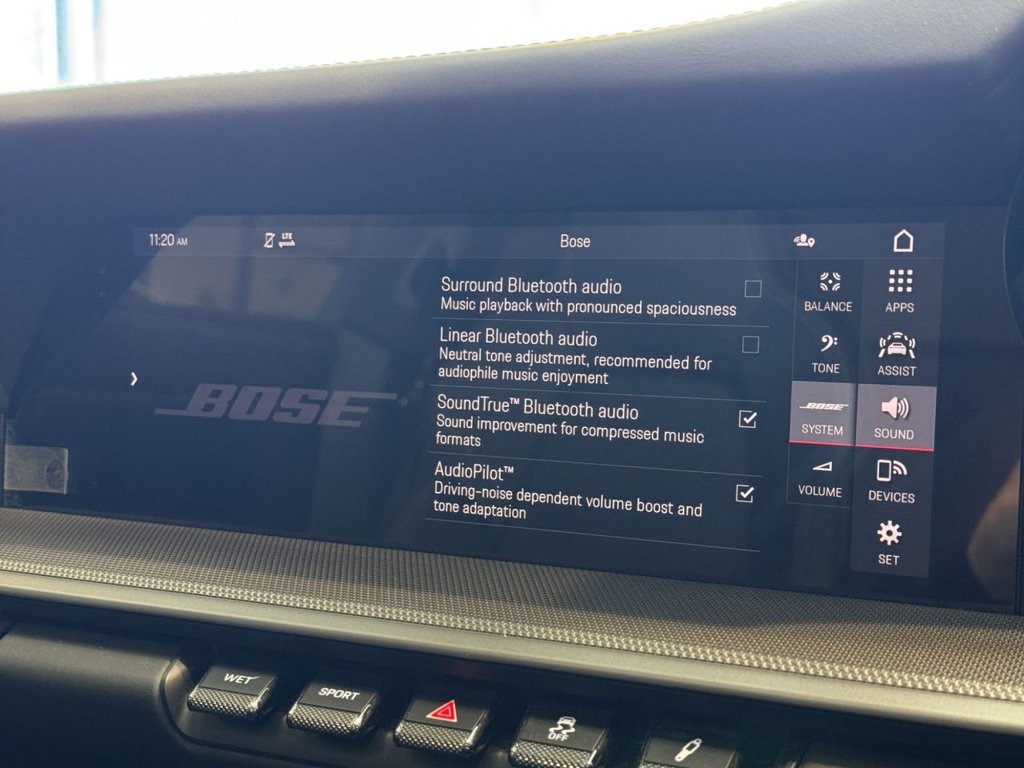 11:20 AM
LTE
Bose
Surround Bluetooth audio
Music playback with pronounced spaciousness
Linear Bluetooth audio
Neutral tone adjustment, recommended for
audiophile music enjoyment
SoundTrue™ Bluetooth audio
Sound improvement for compressed music
formats
AudioPilot™
Driving-noise dependent volume boost and
tone adaptation
BOSE
BALANCE
APPS
TONE
ASSIST
BOSE
SYSTEM
SOUND
VOLUME
DEVICES
SET
WET
SPORT
OFF